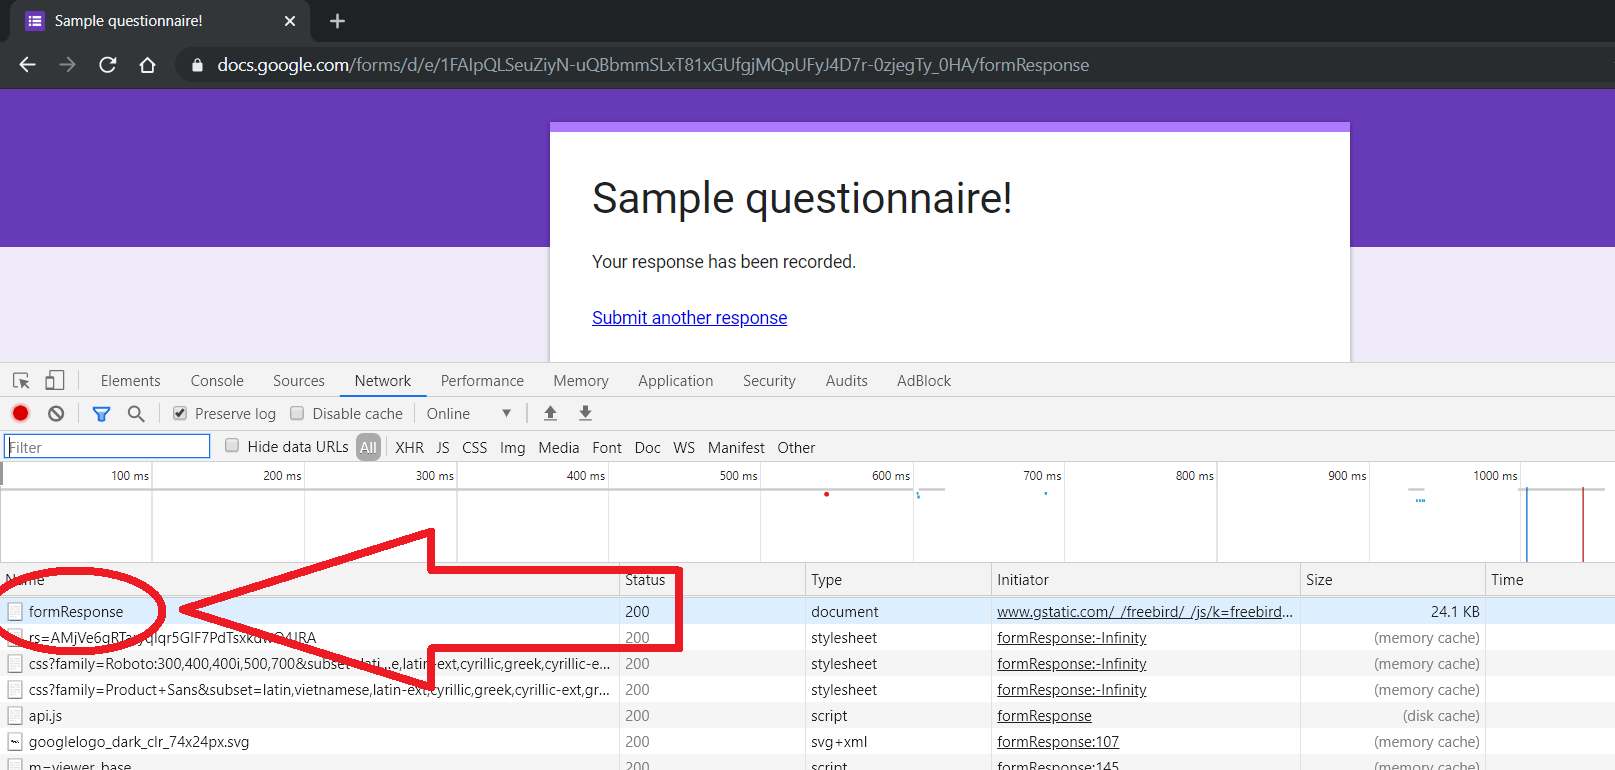 Sample questionnaire!
docs.google.com/forms/d/e/1FAIpQLSeuZiyN-uQBbmmSLxT81xGUfgjMQpUFyJ4D7r-0zjegTy_0HA/formResponse
Sample questionnaire!
Your response has been recorded.
Submit another response
Elements Console Sources Network Performance Memory Application Security Audits AdBlock
Preserve log Disable cache Online
Filter Hide data URLs All XHR JS CSS Img Media Font Doc WS Manifest Other
100 ms 200 ms 300 ms 400 ms 500 ms 600 ms 700 ms 800 ms 900 ms 1000 ms
Name Status Type Initiator Size Time
formResponse 200 document www.gstatic.com/_/freebird/_/js/k=freebird... 24.1 KB
200 stylesheet formResponse:-Infinity (memory cache)
css?family=Roboto:300,400,400i,500,700&subset=lati...e,latin-ext,cyrillic,greek,cyrillic-e... 200 stylesheet formResponse:-Infinity (memory cache)
css?family=Product+Sans&subset=latin,vietnamese,latin-ext,cyrillic,greek,cyrillic-ext,gr... 200 stylesheet formResponse:-Infinity (memory cache)
api.js 200 script formResponse (disk cache)
googlelogo_dark_clr_74x24px.svg 200 svg+xml formResponse:107 (memory cache)
m=viewer_base 200 script formResponse:145 (memory cache)